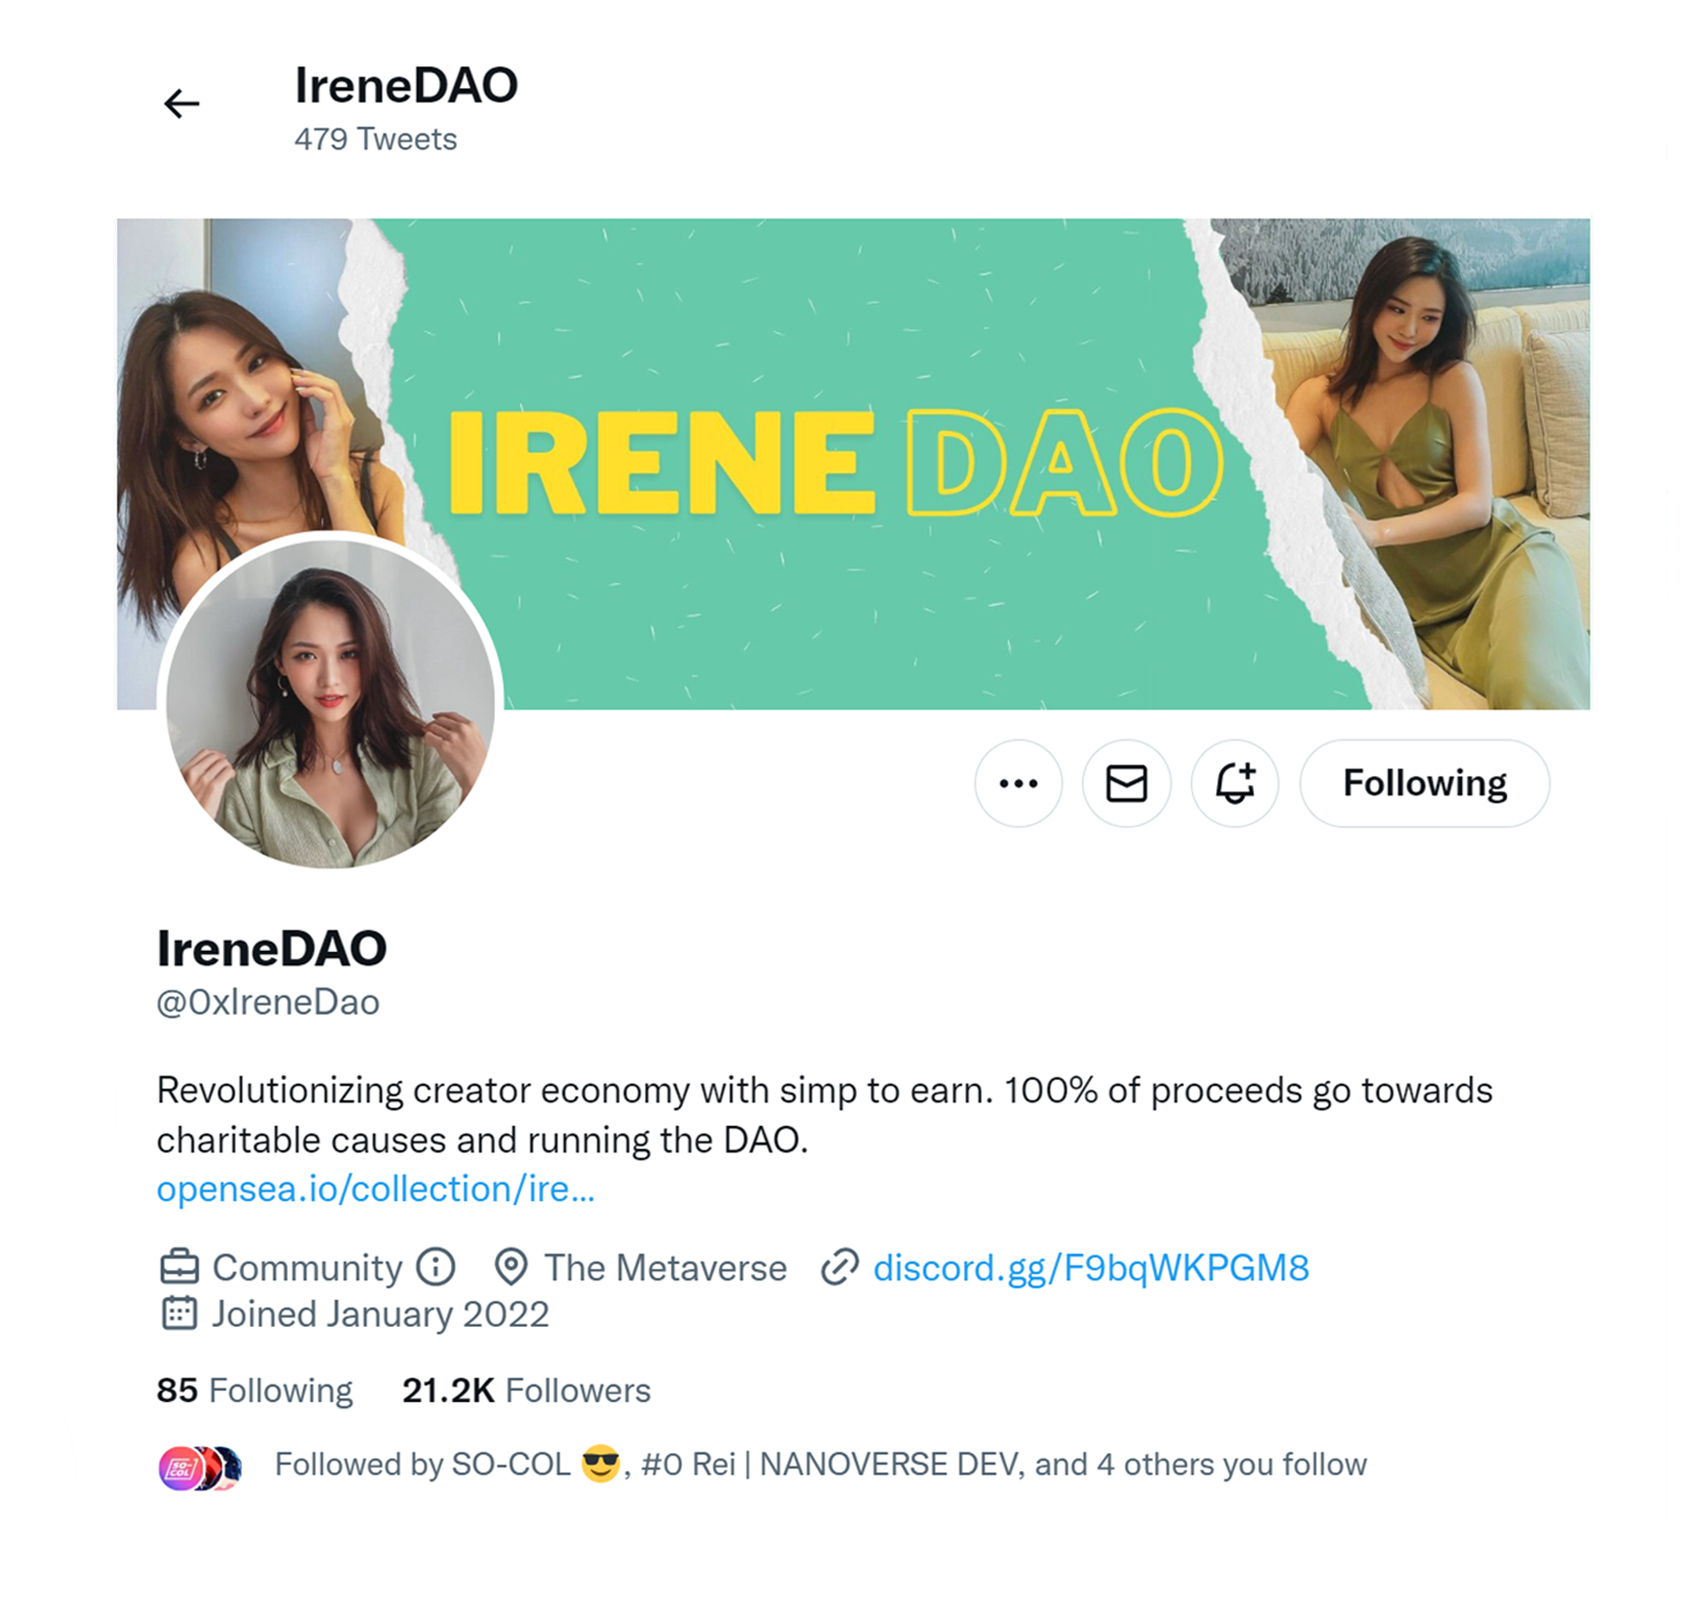 IreneDAO
479 Tweets
IRENE DAO
Following
IreneDAO
@0xIreneDao
Revolutionizing creator economy with simp to earn. 100% of proceeds go towards
charitable causes and running the DAO.
opensea.io/collection/ire...
Community The Metaverse discord.gg/F9bqWKPGM8
Joined January 2022
85 Following 21.2K Followers
SO-COL
Followed by SO-COL 😎, #0 Rei | NANOVERSE DEV, and 4 others you follow